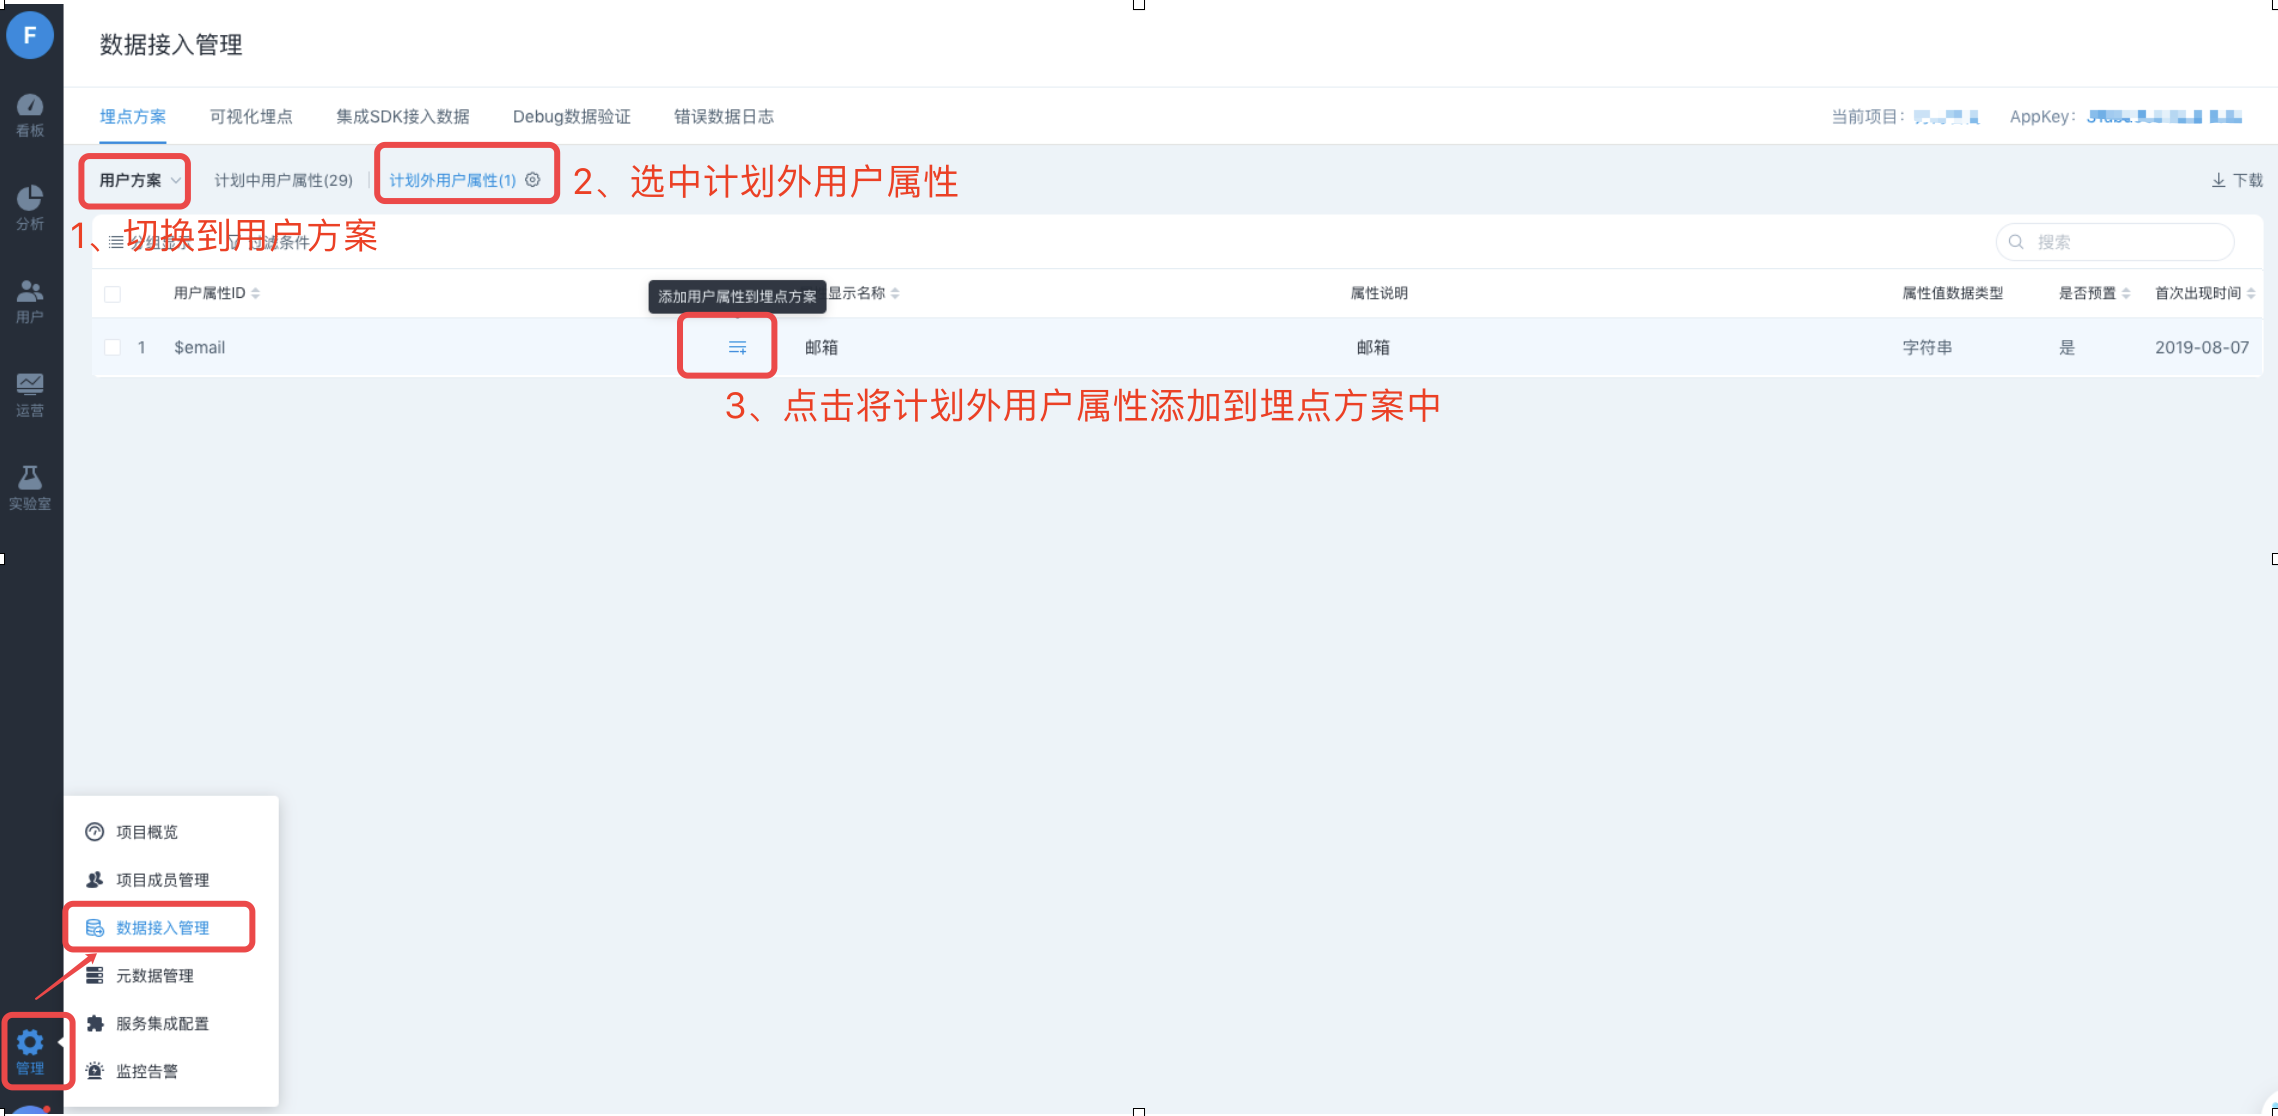 F
数据接入管理
看板
分析
用户
运营
实验室
管理
埋点方案 可视化埋点 集成SDK接入数据 Debug数据验证 错误数据日志 当前项目： AppKey：
用户方案 计划中用户属性(29) 计划外用户属性(1) 2、选中计划外用户属性 下载
1、切换到用户方案
过滤条件
搜索
添加用户属性到埋点方案
用户属性ID 显示名称 属性说明 属性值数据类型 是否预置 首次出现时间
1 $email 邮箱 邮箱 字符串 是 2019-08-07
3、点击将计划外用户属性添加到埋点方案中
项目概览
项目成员管理
数据接入管理
元数据管理
服务集成配置
监控告警